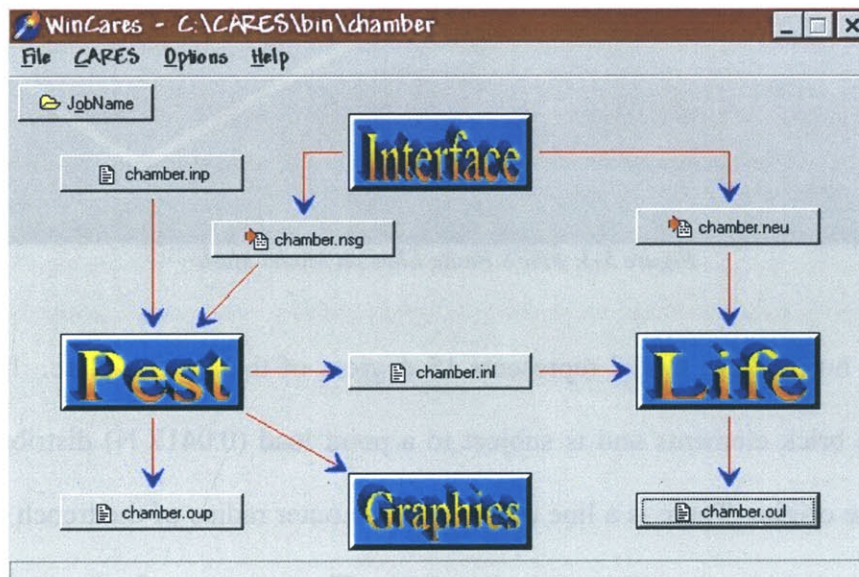 WinCares - C:\CARES\bin\chamber
File CARES Options Help
JobName
Interface
chamber.inp
chamber.nsg
chamber.neu
Pest
chamber.inl
Life
chamber.oup
Graphics
chamber.oul